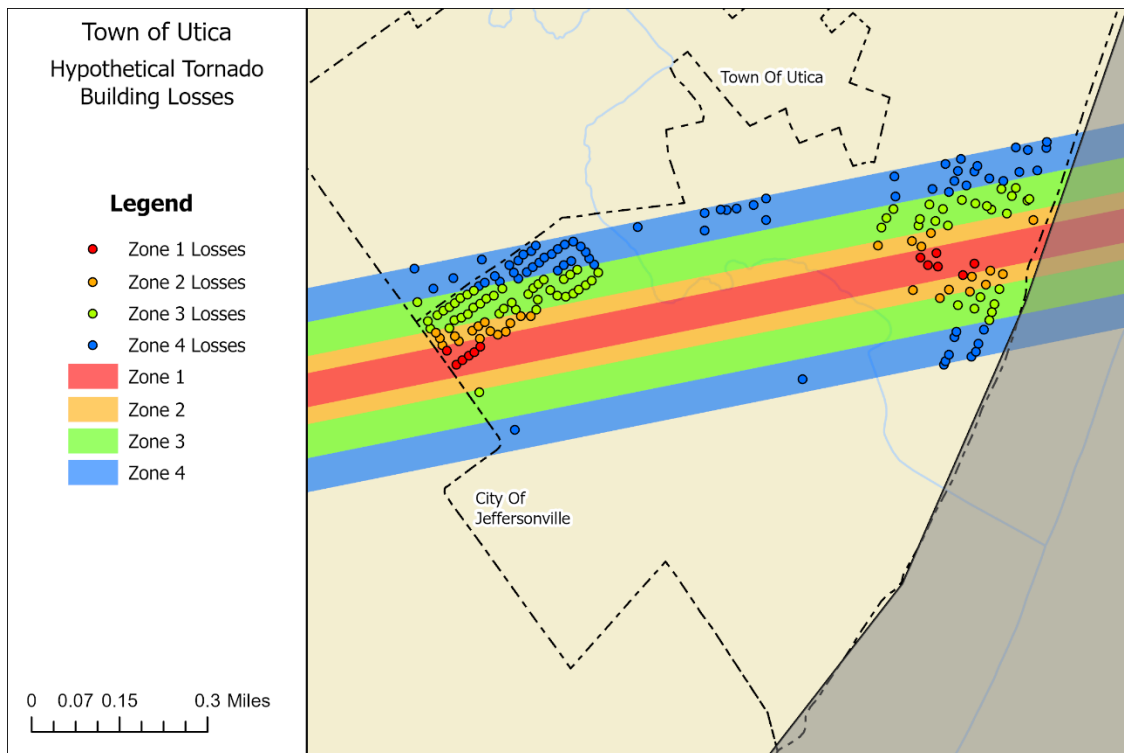 Town of Utica
Hypothetical Tornado
Building Losses
Legend
Zone 1 Losses
Zone 2 Losses
Zone 3 Losses
Zone 4 Losses
Zone 1
Zone 2
Zone 3
Zone 4
0 0.07 0.15 0.3 Miles
Town Of Utica
City Of
Jeffersonville